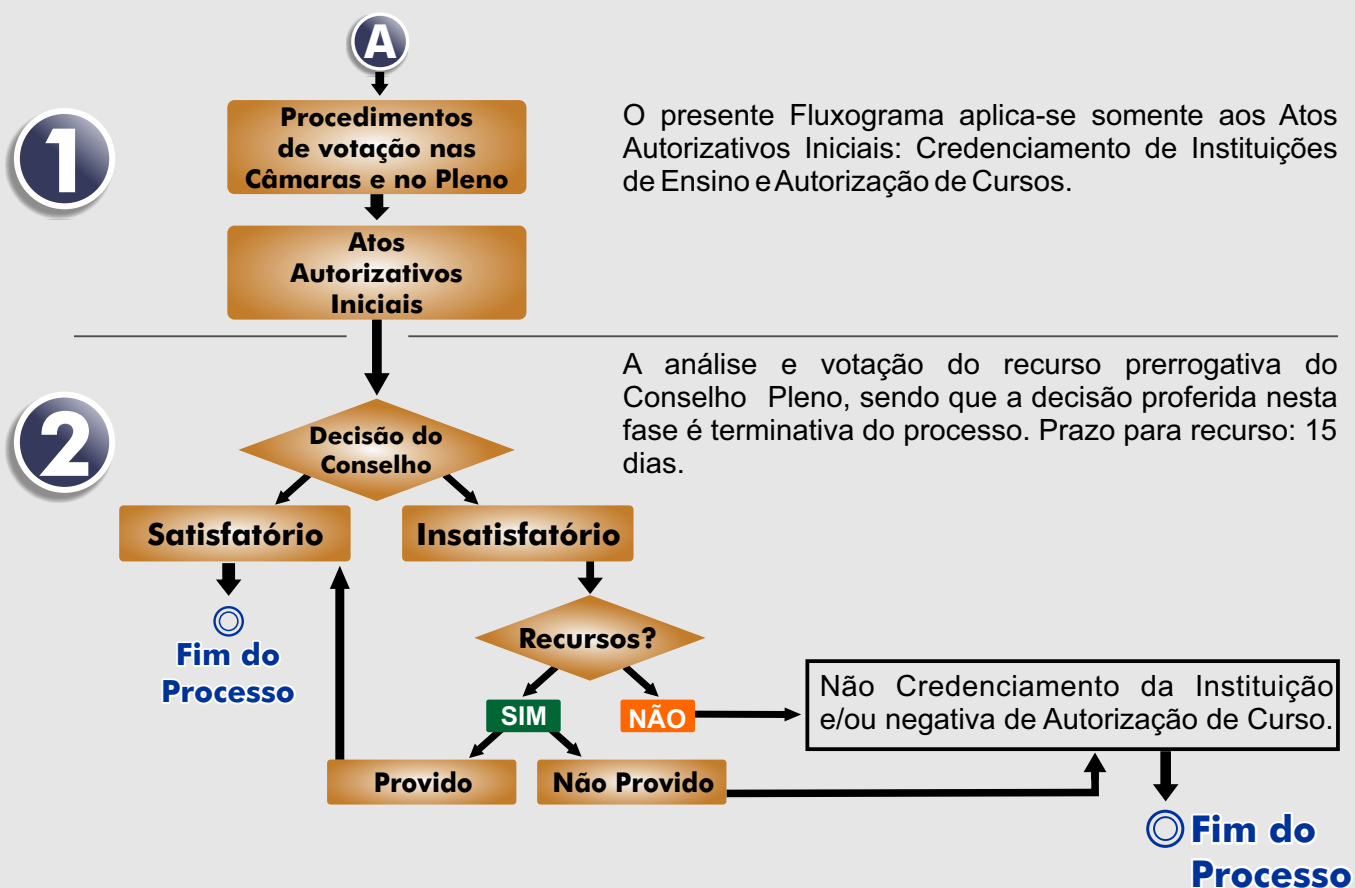 A
1
Procedimentos
de votação nas
Câmaras e no Pleno
O presente Fluxograma aplica-se somente aos Atos
Autorizativos Iniciais: Credenciamento de Instituições
de Ensino e Autorização de Cursos.
Atos
Autorizativos
Iniciais
2
A análise e votação do recurso prerrogativa do
Conselho Pleno, sendo que a decisão proferida nesta
fase é terminativa do processo. Prazo para recurso: 15
dias.
Decisão do
Conselho
Satisfatório
Insatisfatório
Fim do
Processo
Recursos?
SIM
NÃO
Não Credenciamento da Instituição
e/ou negativa de Autorização de Curso.
Provido
Não Provido
Fim do
Processo